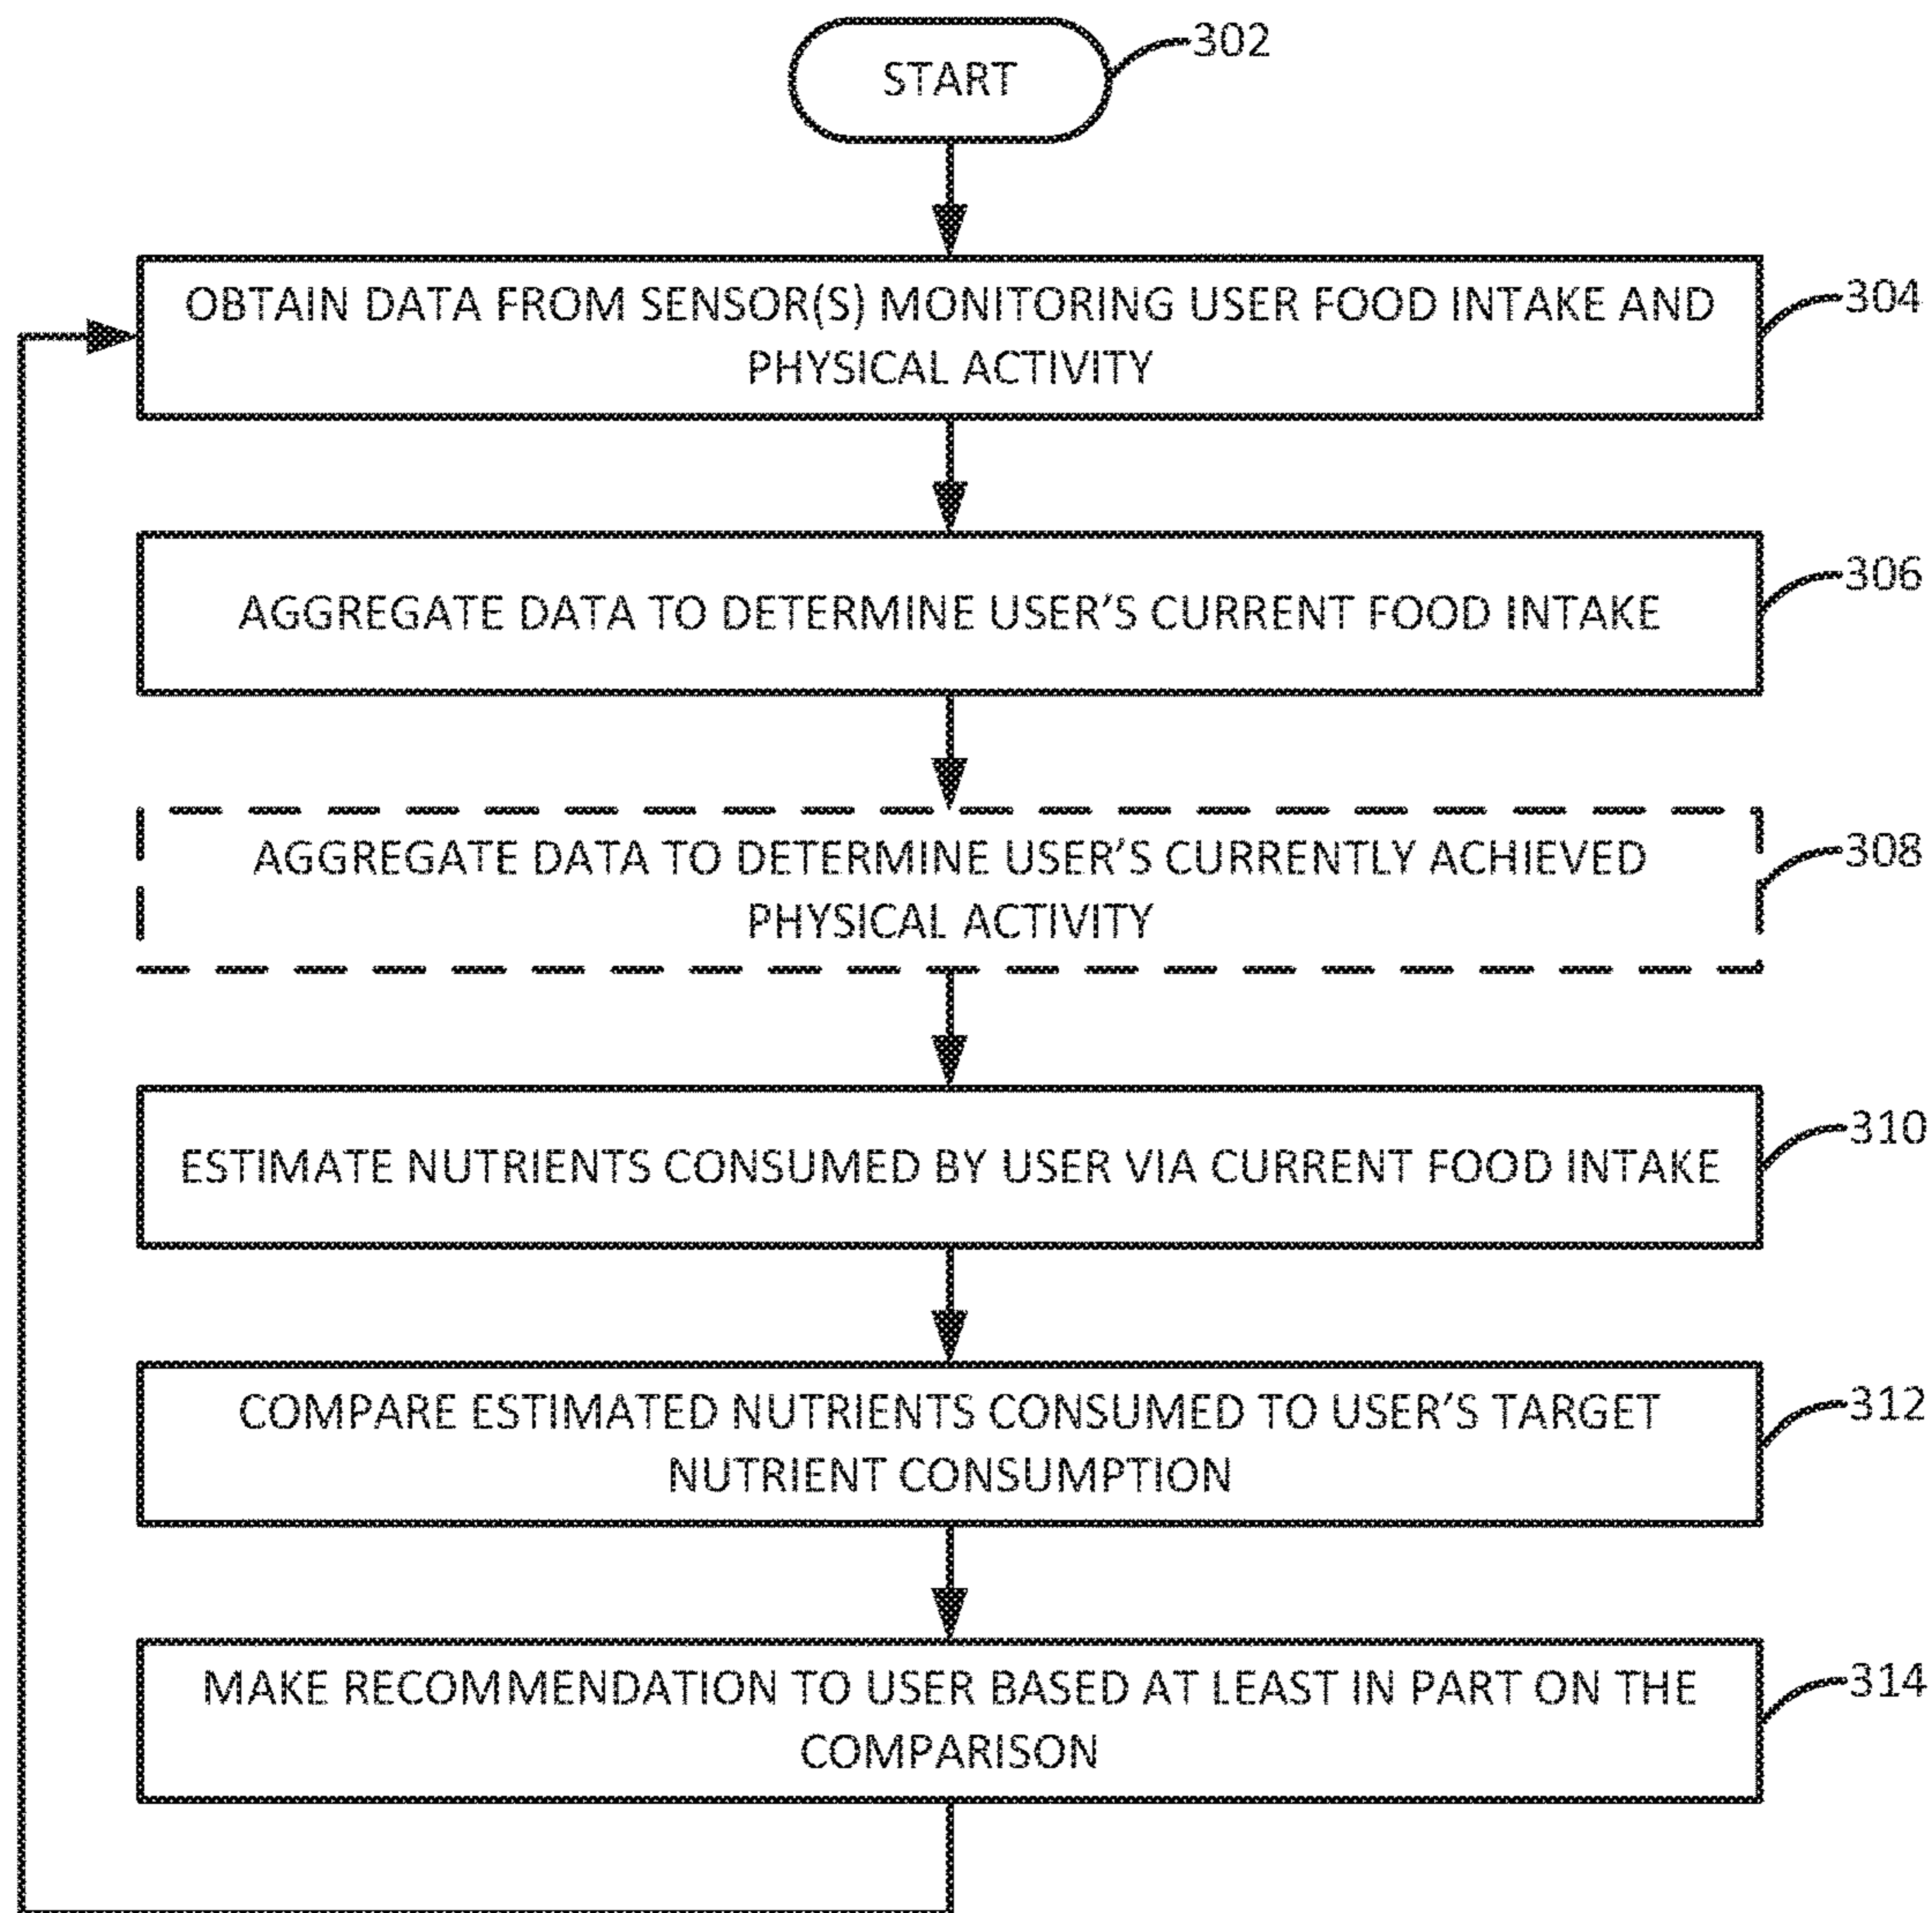 START
302
OBTAIN DATA FROM SENSOR(S) MONITORING USER FOOD INTAKE AND
PHYSICAL ACTIVITY
304
AGGREGATE DATA TO DETERMINE USER'S CURRENT FOOD INTAKE
306
AGGREGATE DATA TO DETERMINE USER'S CURRENTLY ACHIEVED
PHYSICAL ACTIVITY
308
ESTIMATE NUTRIENTS CONSUMED BY USER VIA CURRENT FOOD INTAKE
310
COMPARE ESTIMATED NUTRIENTS CONSUMED TO USER'S TARGET
NUTRIENT CONSUMPTION
312
MAKE RECOMMENDATION TO USER BASED AT LEAST IN PART ON THE
COMPARISON
314